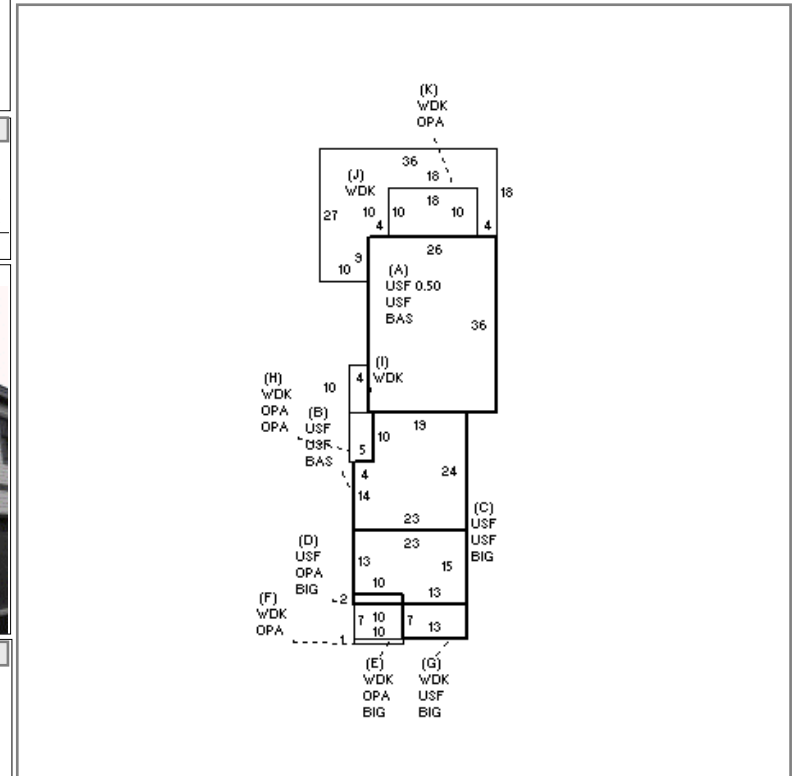 (K)
WDK
OPA
36
(J)
WDK
18
18
18
27
10
10
10
4
4
9
10
26
(A)
USF 0.50
USF
BAS
36
(I)
WDK
4
10
(H)
WDK
OPA
OPA
(B)
USF
USF
BAS
10
19
5
4
14
24
23
(C)
USF
USF
BIG
23
(D)
USF
OPA
BIG
13
15
10
13
2
(F)
WDK
OPA
7
10
10
7
13
1
(E)
WDK
OPA
BIG
(G)
WDK
USF
BIG